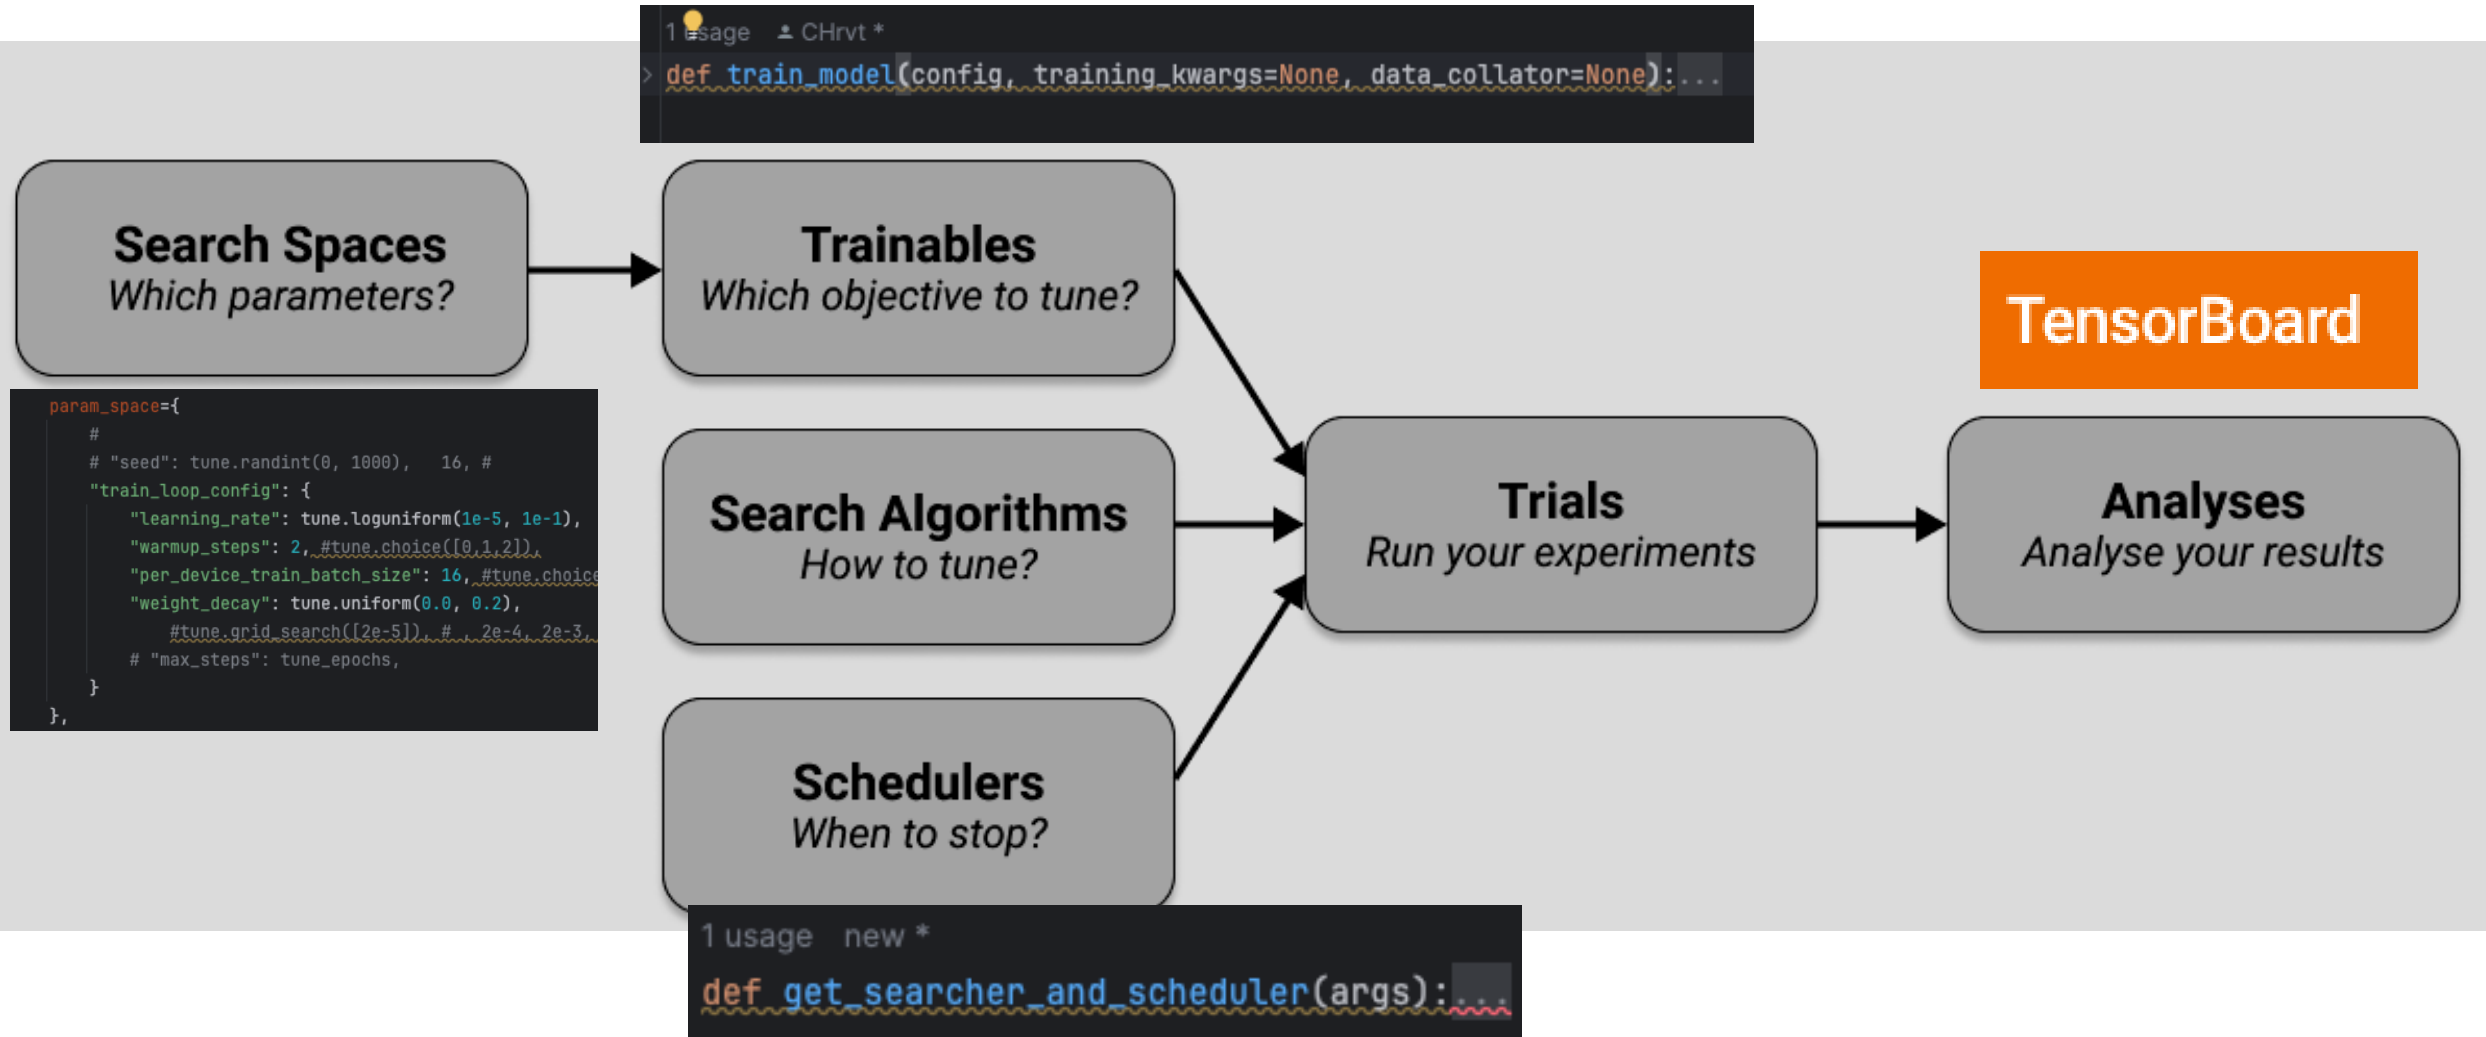 1 usage CHrvt *
def train_model(config, training_kwargs=None, data_collator=None):...
Search Spaces
Which parameters?
Trainables
Which objective to tune?
TensorBoard
param_space={
#
# "seed": tune.randint(0, 1000),   16, #
"train_loop_config": {
"learning_rate": tune.loguniform(1e-5, 1e-1),
"warmup_steps": 2, #tune.choice([0,1,2]),
"per_device_train_batch_size": 16, #tune.choice
"weight_decay": tune.uniform(0.0, 0.2),
#tune.grid_search([2e-5]), # , 2e-4, 2e-3,
# "max_steps": tune_epochs,
}
},
Search Algorithms
How to tune?
Trials
Run your experiments
Analyses
Analyse your results
Schedulers
When to stop?
1 usage new *
def get_searcher_and_scheduler(args):...